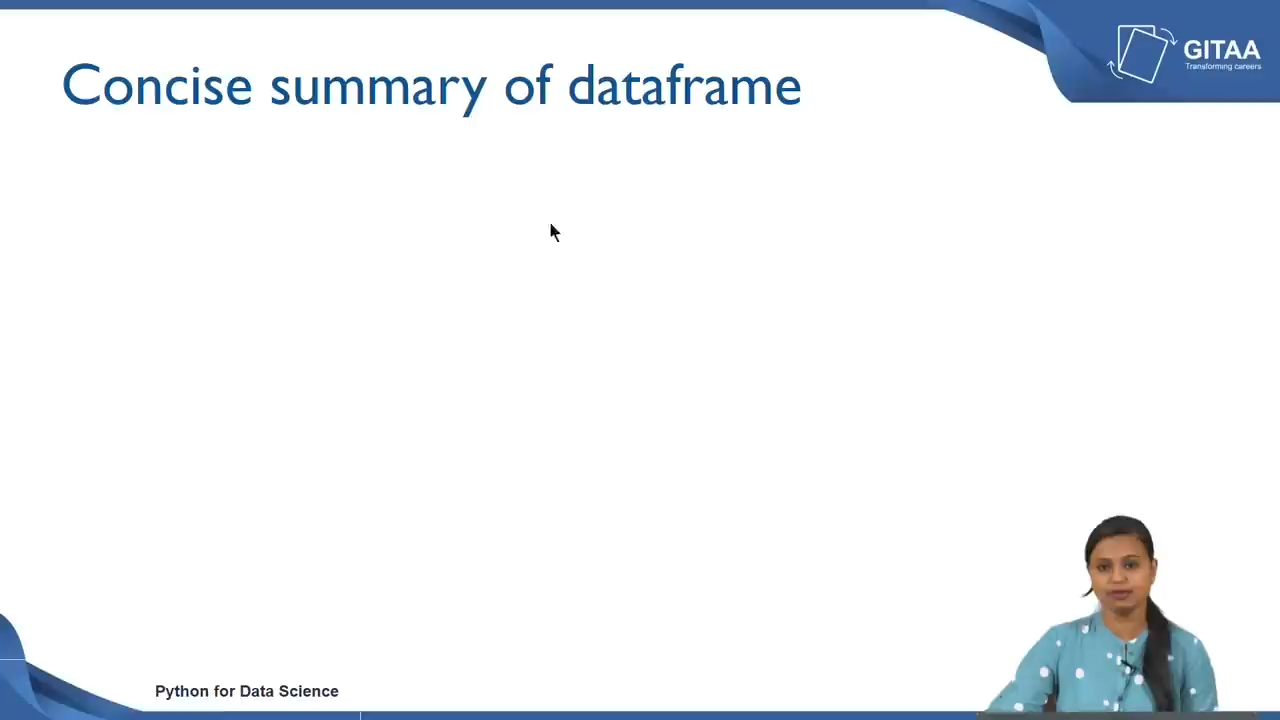 Concise summary of dataframe
GITAA
Transforming careers
Python for Data Science